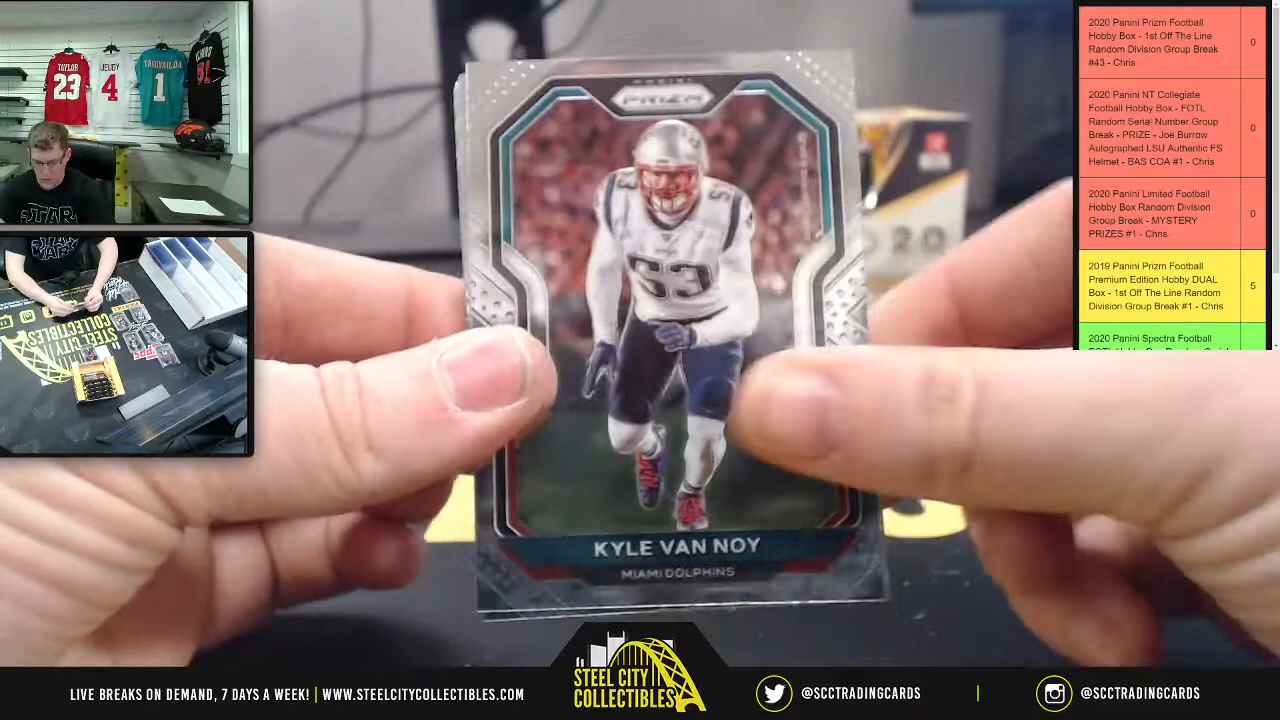 TAYLOR
23
JEUDY
4
TAGOVAILOA
1
STAR
WARS
STEEL CITY
COLLECTIBLES
PANINI
PRIZM
53
KYLE VAN NOY
MIAMI DOLPHINS
2020 Panini Prizm Football
Hobby Box - 1st Off The Line
Random Division Group Break
#43 - Chris
0
2020 Panini NT Collegiate
Football Hobby Box - FOTL
Random Serial Number Group
Break - PRIZE - Joe Burrow
Autographed LSU Authentic FS
Helmet - BAS COA #1 - Chris
0
2020 Panini Limited Football
Hobby Box Random Division
Group Break - MYSTERY
PRIZES #1 - Chris
0
2019 Panini Prizm Football
Premium Edition Hobby DUAL
Box - 1st Off The Line Random
Division Group Break #1 - Chris
5
2020 Panini Spectra Football
LIVE BREAKS ON DEMAND, 7 DAYS A WEEK! | WWW.STEELCITYCOLLECTIBLES.COM
STEEL CITY
COLLECTIBLES
@SCCTRADINGCARDS
@SCCTRADINGCARDS